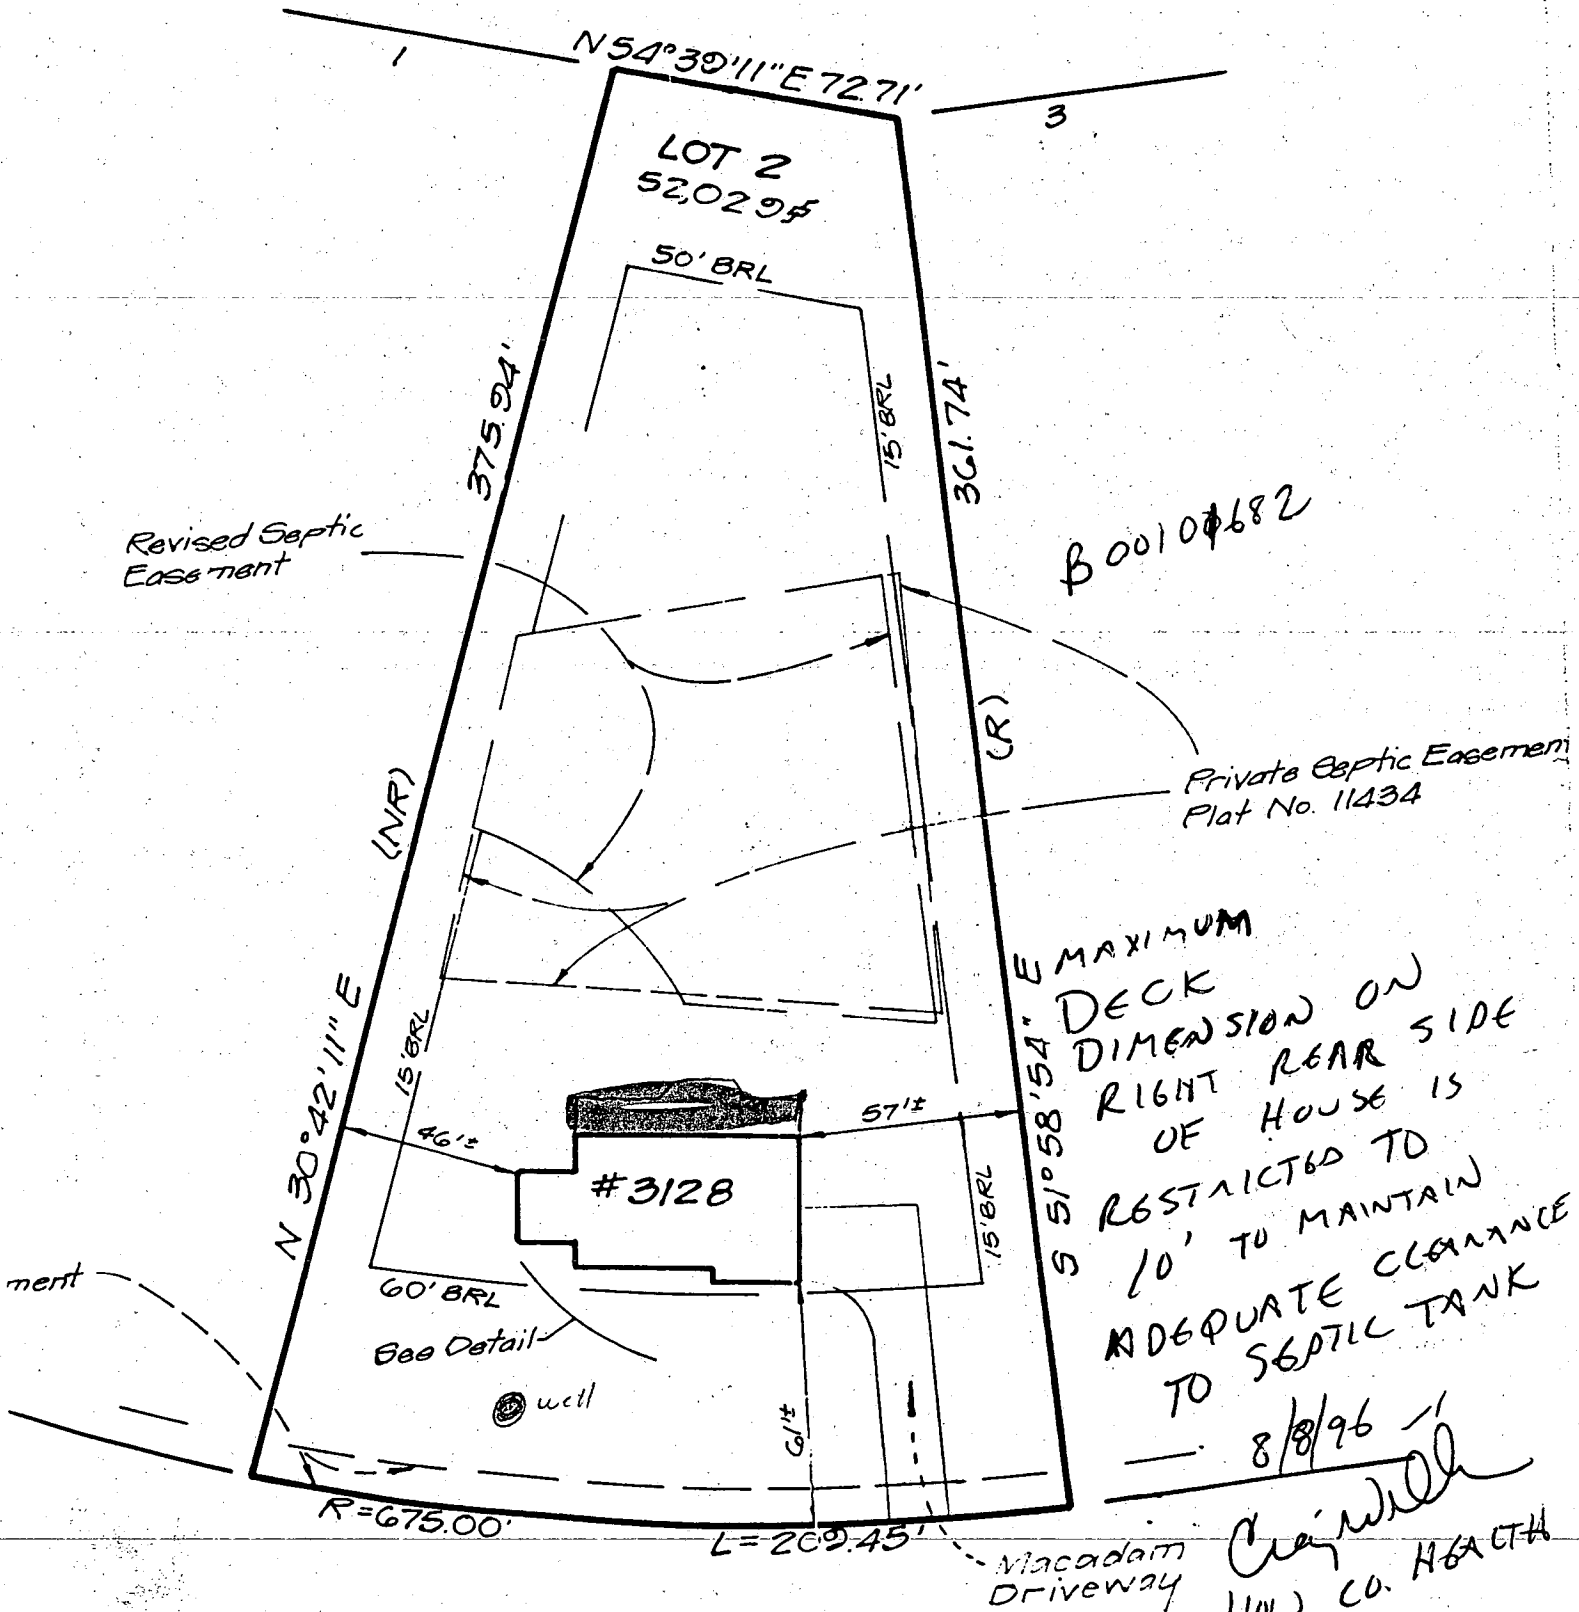 1
N 54°39'11" E 72.71'
3
LOT 2
52,029
50' BRL
375.94'
15' BRL
361.74'
Revised Septic
Easement
(NR)
(R)
Private Septic Easement
Plat No. 11434
N 30°42'11" E
15' BRL
46'±
57'±
#3128
15' BRL
S 51°58'54" E
MAXIMUM
DECK
DIMENSION ON
RIGHT REAR SIDE
OF HOUSE IS
RESTRICTED TO
10' TO MAINTAIN
ADEQUATE CLEARANCE
TO SEPTIC TANK
8/8/96
CO. HEALTH
ment
60' BRL
See Detail
well
61'±
R=675.00'
L=209.45'
Macadam
Driveway